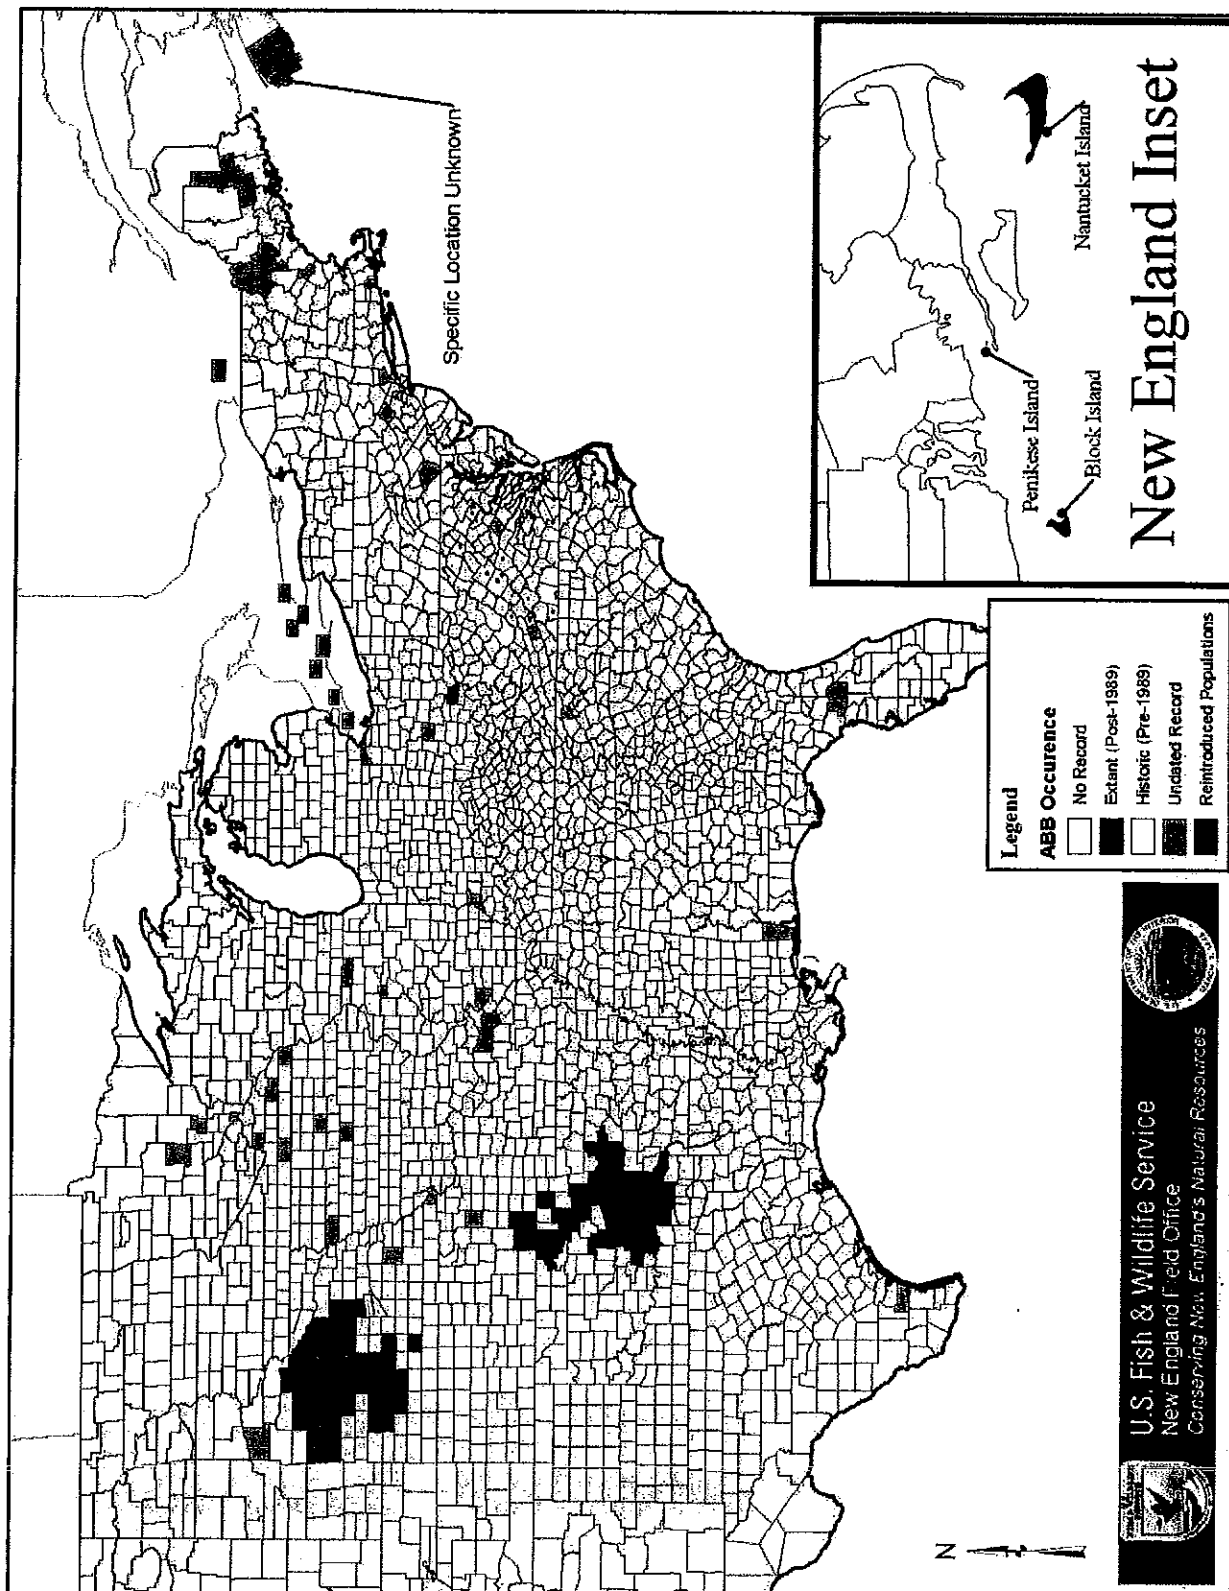 Specific Location Unknown
Penikese Island
Block Island
Nantucket Island
New England Inset
Legend
ABB Occurence
No Record
Extant (Post-1989)
Historic (Pre-1989)
Undated Record
Reintroduced Populations
N
U.S. Fish & Wildlife Service
New England Field Office
Conserving New England's Natural Resources